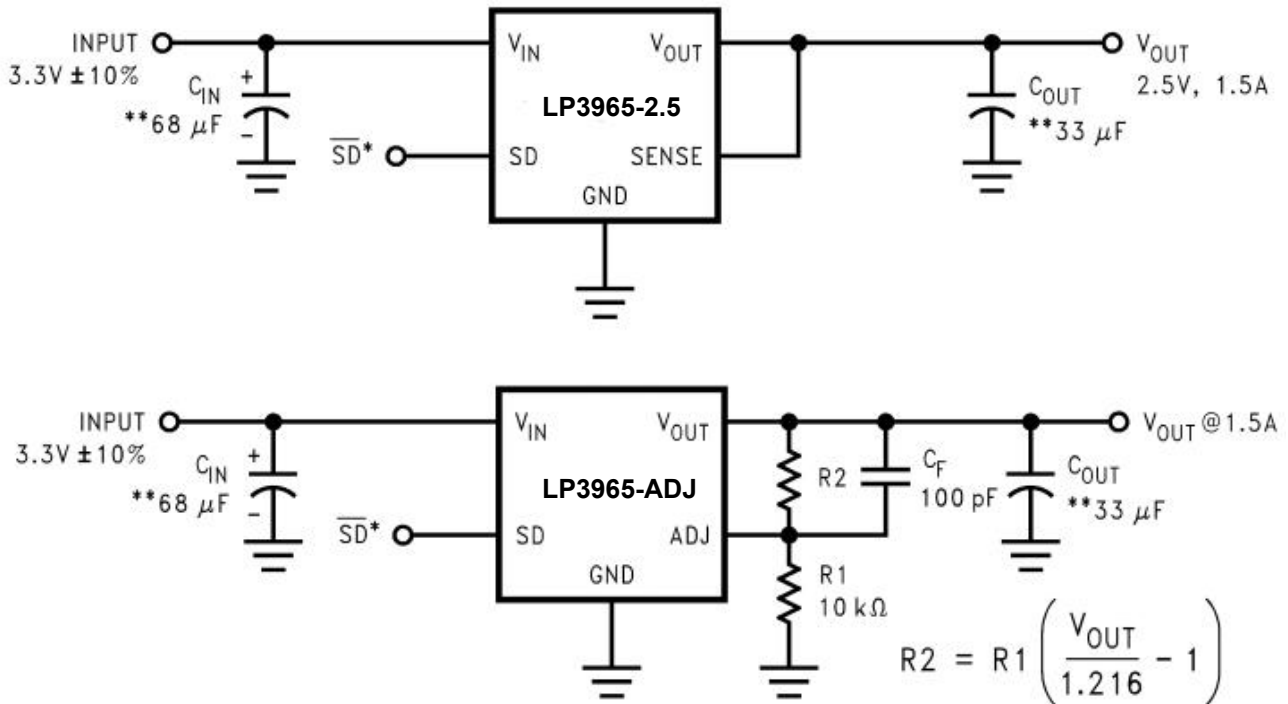 INPUT
3.3V ±10%
C_IN
**68 μF
+
−
SD̅*
V_IN
V_OUT
LP3965-2.5
SD
SENSE
GND
C_OUT
**33 μF
V_OUT
2.5V, 1.5A
INPUT
3.3V ±10%
C_IN
**68 μF
+
−
SD̅*
V_IN
V_OUT
LP3965-ADJ
SD
ADJ
GND
R2
C_F
100 pF
R1
10 kΩ
C_OUT
**33 μF
V_OUT @1.5A
R2 = R1 (V_OUT / 1.216 − 1)